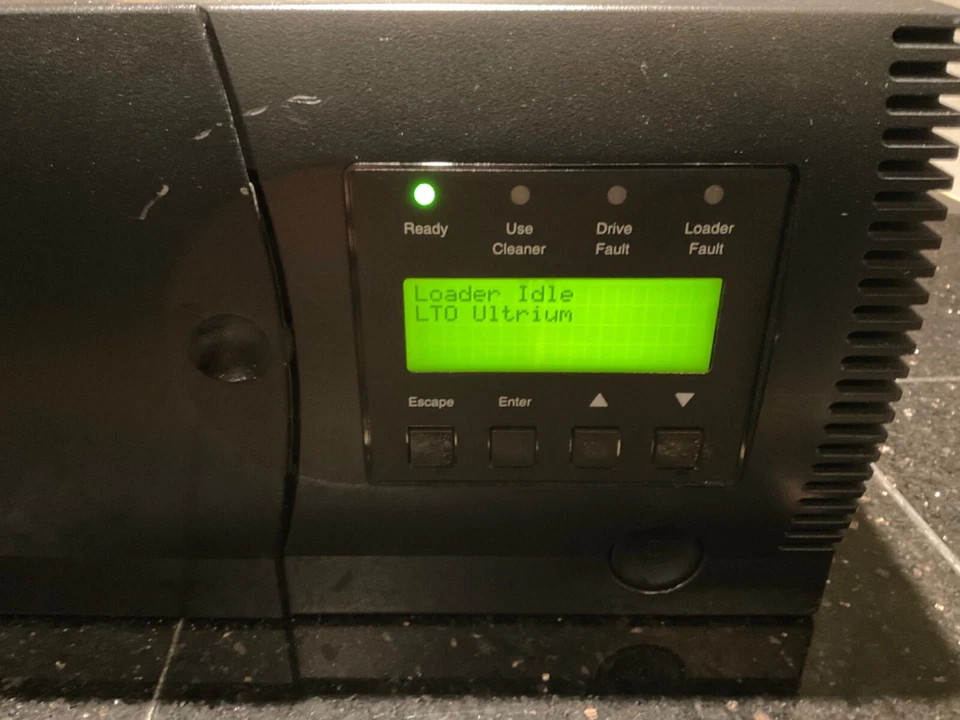 Ready
Use Cleaner
Drive Fault
Loader Fault
Loader Idle
LTO Ultrium
Escape
Enter